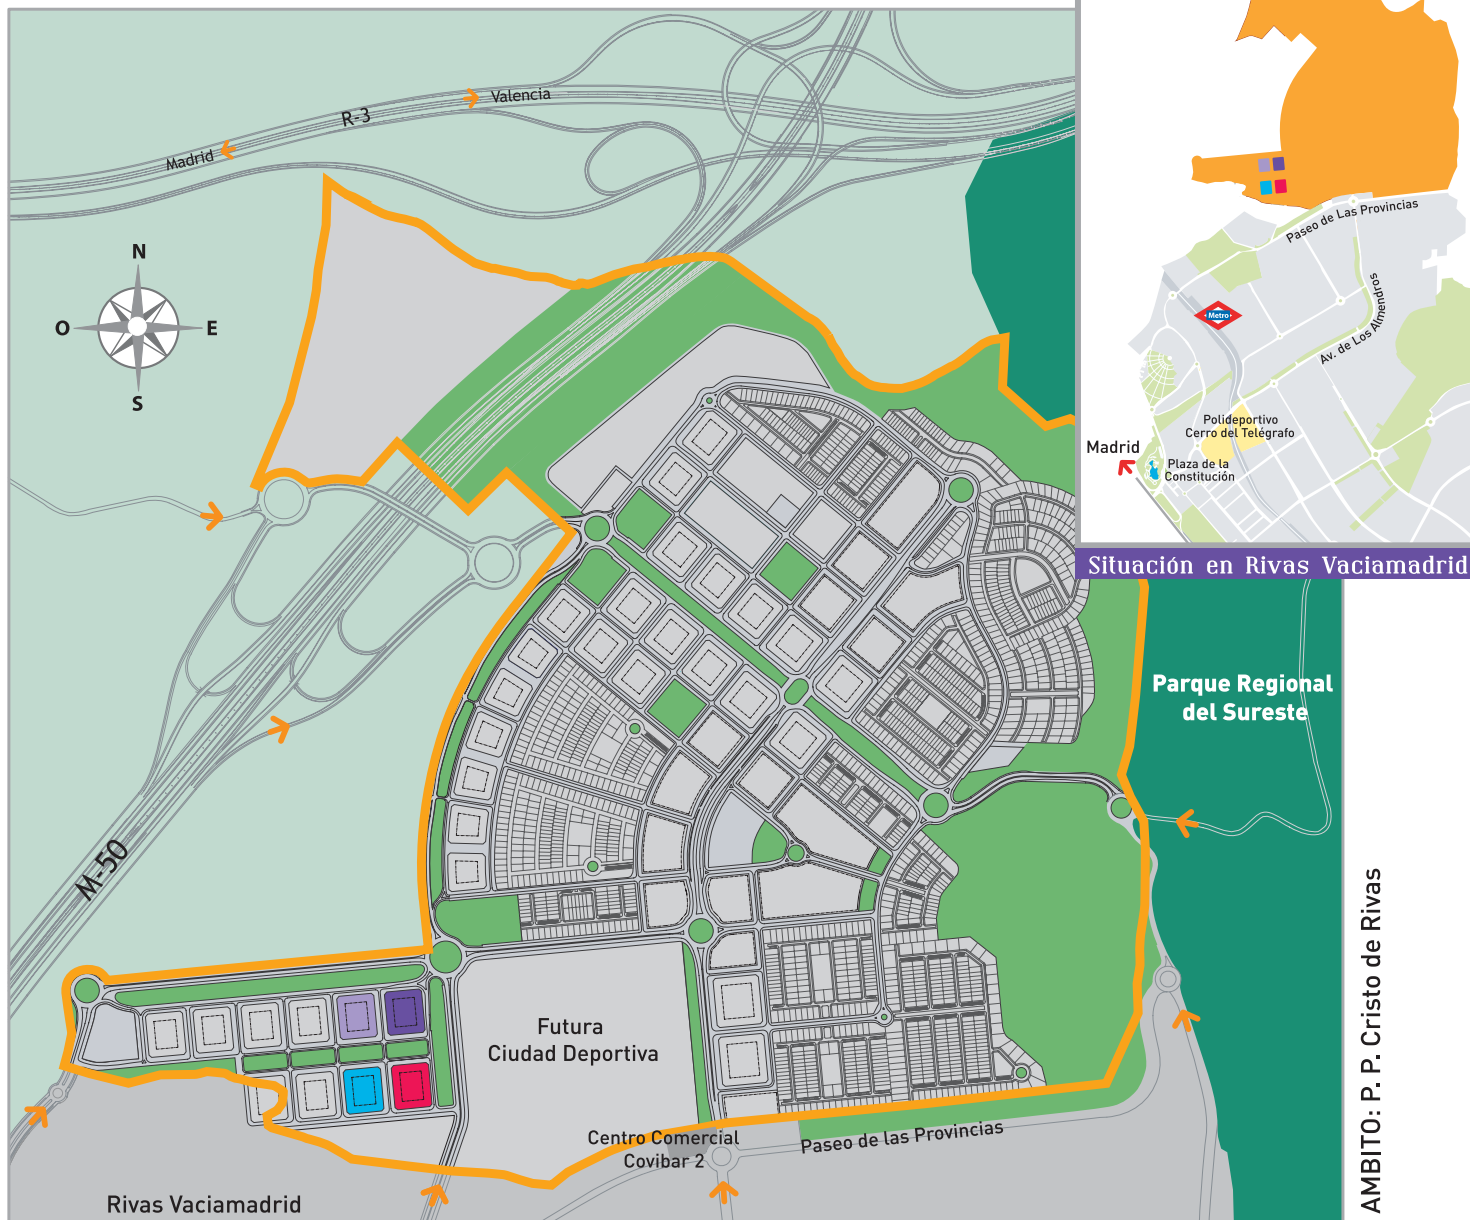 Valencia
R-3
Madrid
N
O
E
S
M-50
Paseo de Las Provincias
Metro
Av. de Los Almendros
Polideportivo
Cerro del Telégrafo
Madrid
Plaza de la
Constitución
Situación en Rivas Vaciamadrid
Parque Regional
del Sureste
Futura
Ciudad Deportiva
Centro Comercial
Covibar 2
Paseo de las Provincias
Rivas Vaciamadrid
AMBITO: P. P. Cristo de Rivas